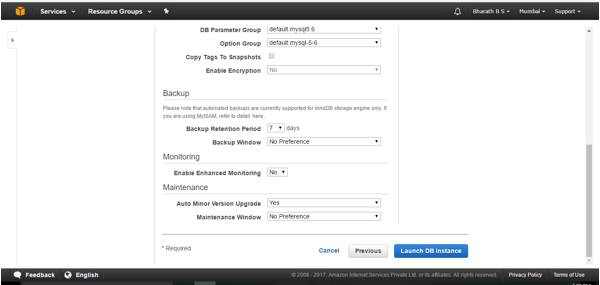 Services Resource Groups Bharath B S Mumbai Support
DB Parameter Group default.mysql5.6
Option Group default:mysql-5-6
Copy Tags To Snapshots
Enable Encryption No
Backup
Please note that automated backups are currently supported for InnoDB storage engine only. If
you are using MyISAM, refer to detail here.
Backup Retention Period 7 days
Backup Window No Preference
Monitoring
Enable Enhanced Monitoring No
Maintenance
Auto Minor Version Upgrade Yes
Maintenance Window No Preference
* Required Cancel Previous Launch DB Instance
Feedback English © 2008 - 2017, Amazon Internet Services Private Ltd. or its affiliates. All rights reserved. Privacy Policy Terms of Use